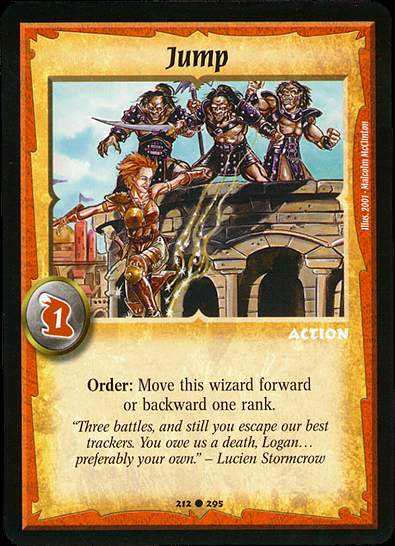 Jump
Illus. 2001 · Malcolm McClinton
1
ACTION
Order: Move this wizard forward
or backward one rank.
“Three battles, and still you escape our best
trackers. You owe us a death, Logan…
preferably your own.” – Lucien Stormcrow
212 ● 295